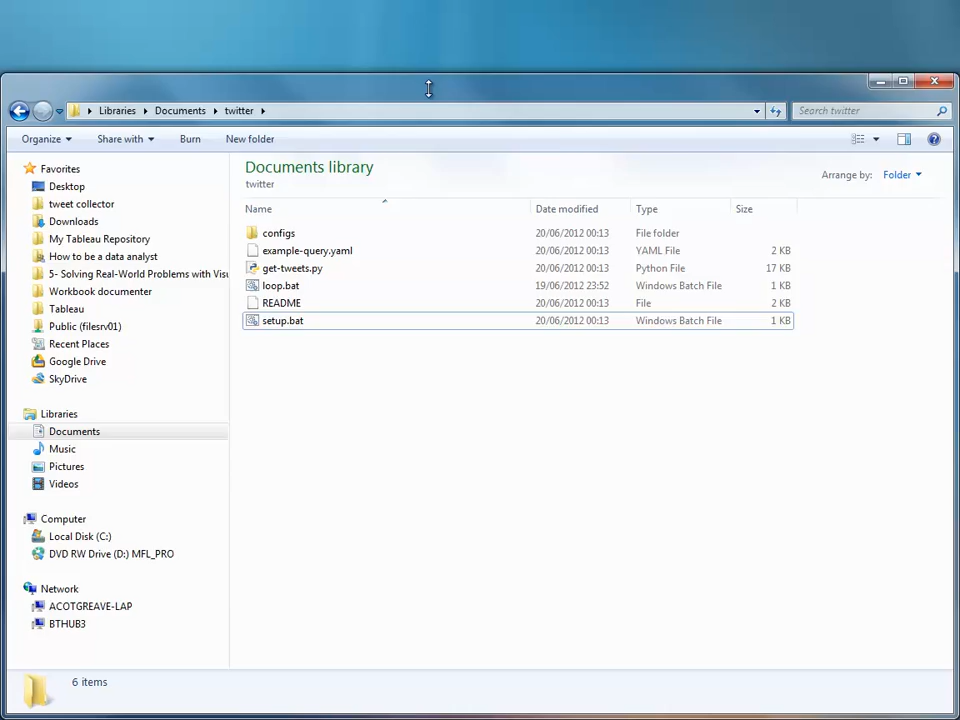 Libraries Documents twitter
Search twitter
Organize Share with Burn New folder
Favorites
Desktop
tweet collector
Downloads
My Tableau Repository
How to be a data analyst
5- Solving Real-World Problems with Visu
Workbook documenter
Tableau
Public (filesrv01)
Recent Places
Google Drive
SkyDrive
Libraries
Documents
Music
Pictures
Videos
Computer
Local Disk (C:)
DVD RW Drive (D:) MFL_PRO
Network
ACOTGREAVE-LAP
BTHUB3
Documents library
twitter
Arrange by: Folder
Name Date modified Type Size
configs 20/06/2012 00:13 File folder
example-query.yaml 20/06/2012 00:13 YAML File 2 KB
get-tweets.py 20/06/2012 00:13 Python File 17 KB
loop.bat 19/06/2012 23:52 Windows Batch File 1 KB
README 20/06/2012 00:13 File 2 KB
setup.bat 20/06/2012 00:13 Windows Batch File 1 KB
6 items